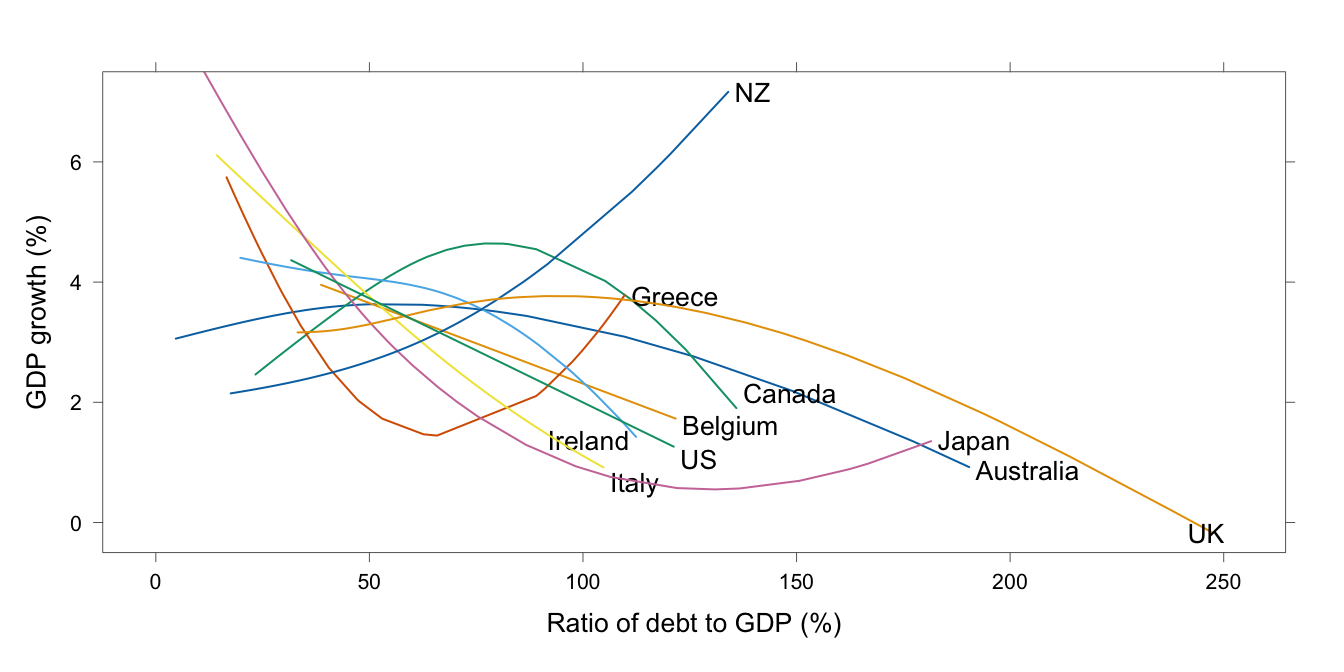 NZ
6
4
Greece
Canada
2
Belgium
Ireland
Japan
US
Australia
Italy
0
UK
0 50 100 150 200 250
GDP growth (%)
Ratio of debt to GDP (%)